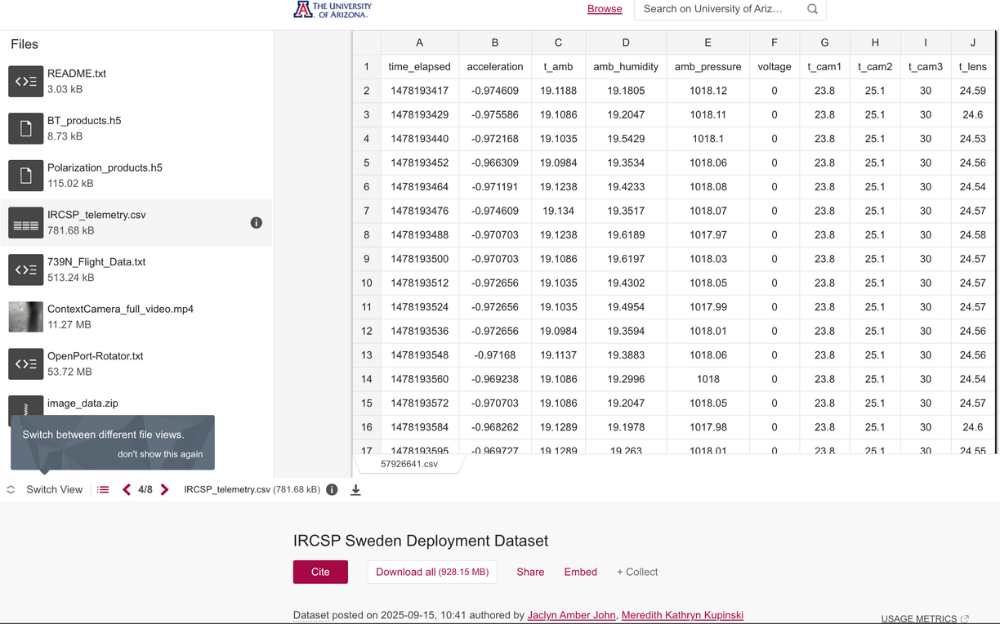 THE UNIVERSITY
OF ARIZONA.
Browse
Search on University of Ariz…
Files
README.txt
3.03 kB
BT_products.h5
8.73 kB
Polarization_products.h5
115.02 kB
IRCSP_telemetry.csv
781.68 kB
739N_Flight_Data.txt
513.24 kB
ContextCamera_full_video.mp4
11.27 MB
OpenPort-Rotator.txt
53.72 MB
image_data.zip
Switch between different file views.
don't show this again
A B C D E F G H I J
1 time_elapsed acceleration t_amb amb_humidity amb_pressure voltage t_cam1 t_cam2 t_cam3 t_lens
2 1478193417 -0.974609 19.1188 19.1805 1018.12 0 23.8 25.1 30 24.59
3 1478193429 -0.975586 19.1086 19.2047 1018.11 0 23.8 25.1 30 24.6
4 1478193440 -0.972168 19.1035 19.5429 1018.1 0 23.8 25.1 30 24.53
5 1478193452 -0.966309 19.0984 19.3534 1018.06 0 23.8 25.1 30 24.56
6 1478193464 -0.971191 19.1238 19.4233 1018.08 0 23.8 25.1 30 24.54
7 1478193476 -0.974609 19.134 19.3517 1018.07 0 23.8 25.1 30 24.57
8 1478193488 -0.970703 19.1238 19.6189 1017.97 0 23.8 25.1 30 24.58
9 1478193500 -0.970703 19.1086 19.6197 1018.03 0 23.8 25.1 30 24.57
10 1478193512 -0.972656 19.1035 19.4302 1018.05 0 23.8 25.1 30 24.57
11 1478193524 -0.972656 19.1035 19.4954 1017.99 0 23.8 25.1 30 24.57
12 1478193536 -0.972656 19.0984 19.3594 1018.01 0 23.8 25.1 30 24.56
13 1478193548 -0.97168 19.1137 19.3883 1018.06 0 23.8 25.1 30 24.56
14 1478193560 -0.969238 19.1086 19.2996 1018 0 23.8 25.1 30 24.54
15 1478193572 -0.970703 19.1086 19.2047 1018.05 0 23.8 25.1 30 24.57
16 1478193584 -0.968262 19.1289 19.1978 1017.98 0 23.8 25.1 30 24.6
17 1478193595 -0.969727 19.1289 19.263 1018.01 0 23.8 25.1 30 24.55
57926641.csv
Switch View 4/8 IRCSP_telemetry.csv (781.68 kB)
IRCSP Sweden Deployment Dataset
Cite Download all (928.15 MB) Share Embed + Collect
Dataset posted on 2025-09-15, 10:41 authored by Jaclyn Amber John, Meredith Kathryn Kupinski
USAGE METRICS